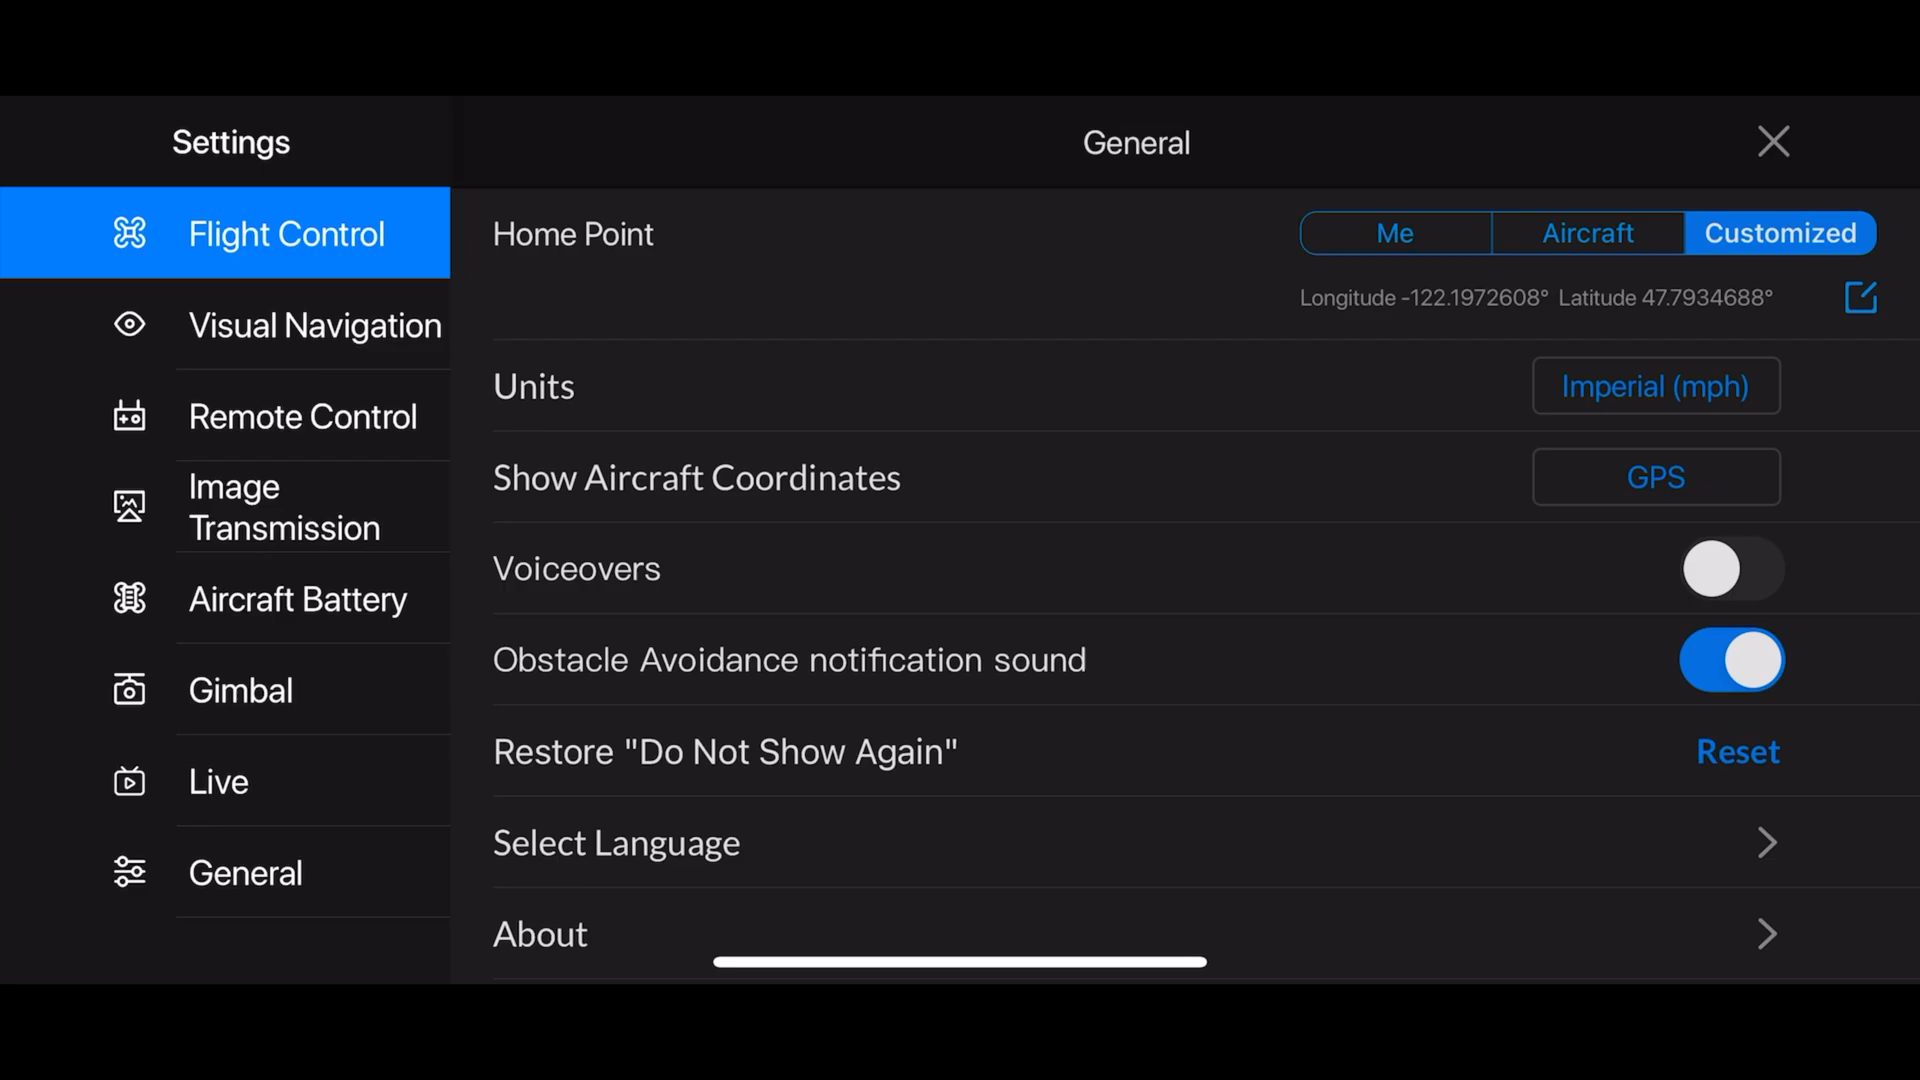 Settings
General
Flight Control
Visual Navigation
Remote Control
Image
Transmission
Aircraft Battery
Gimbal
Live
General
Home Point
Me Aircraft Customized
Longitude -122.1972608° Latitude 47.7934688°
Units Imperial (mph)
Show Aircraft Coordinates GPS
Voiceovers
Obstacle Avoidance notification sound
Restore "Do Not Show Again" Reset
Select Language
About